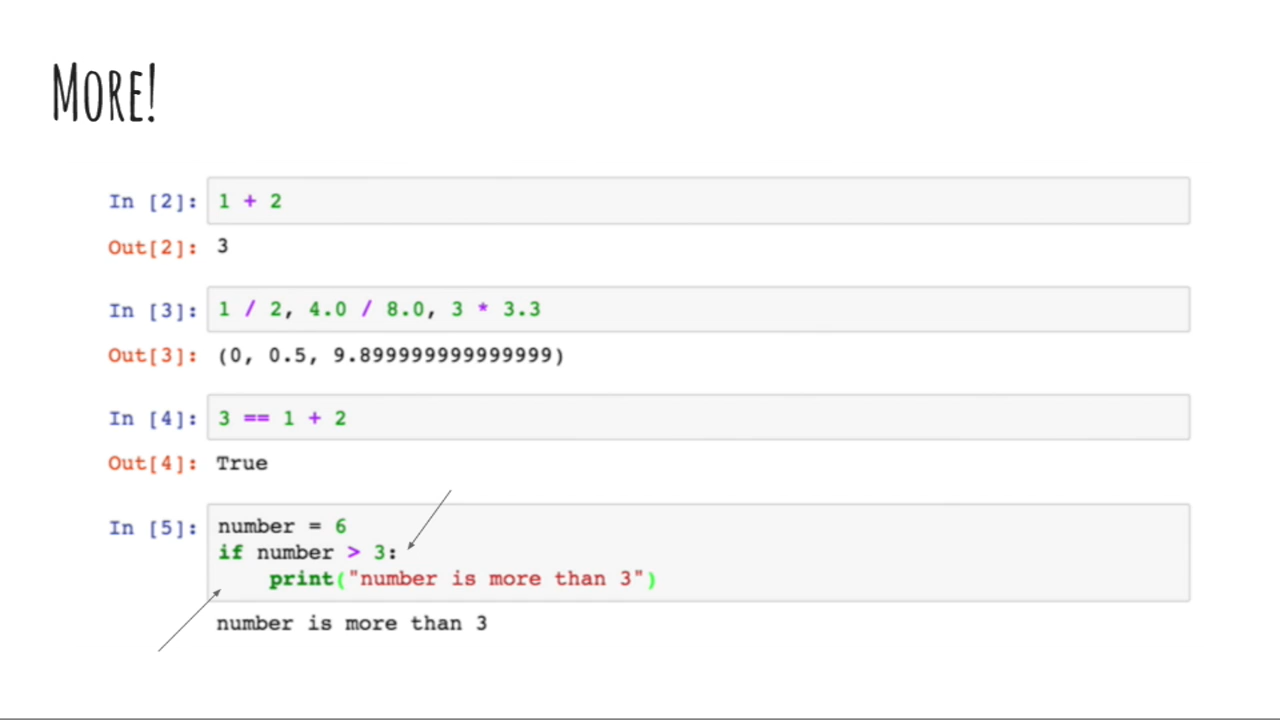 MORE!
In [2]: 1 + 2
Out[2]: 3
In [3]: 1 / 2, 4.0 / 8.0, 3 * 3.3
Out[3]: (0, 0.5, 9.899999999999999)
In [4]: 3 == 1 + 2
Out[4]: True
In [5]: number = 6
if number > 3:
    print("number is more than 3")
number is more than 3